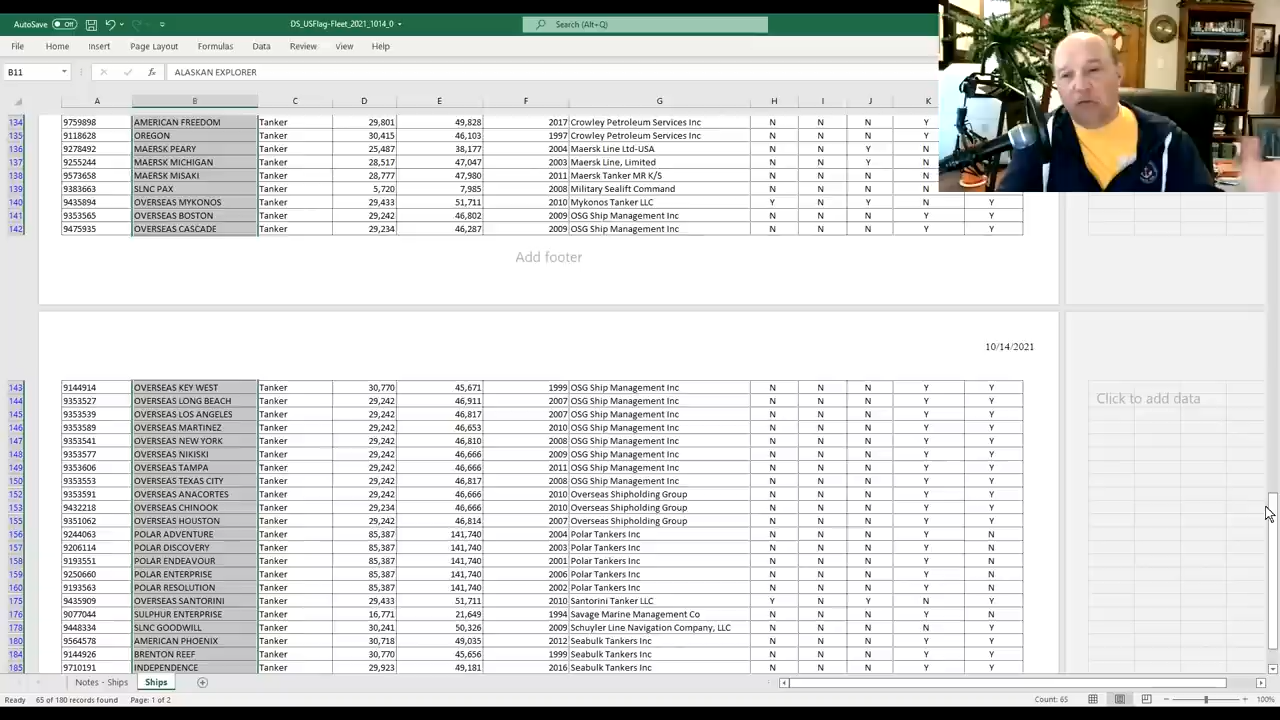 AutoSave Off DS_USFlag-Fleet_2021_1014_0 Search (Alt+Q)
File Home Insert Page Layout Formulas Data Review View Help
B11 fx ALASKAN EXPLORER
A B C D E F G H I J K
134 9759898 AMERICAN FREEDOM Tanker 29,801 49,828 2017 Crowley Petroleum Services Inc N N N Y
135 9118628 OREGON Tanker 30,415 46,103 1997 Crowley Petroleum Services Inc N N N Y
136 9278492 MAERSK PEARY Tanker 25,487 38,177 2004 Maersk Line Ltd-USA N N Y N
137 9255244 MAERSK MICHIGAN Tanker 28,517 47,047 2003 Maersk Line, Limited N N Y N
138 9573658 MAERSK MISAKI Tanker 28,777 47,980 2011 Maersk Tanker MR K/S N N N N
139 9383663 SLNC PAX Tanker 5,720 7,985 2008 Military Sealift Command N N N N
140 9435894 OVERSEAS MYKONOS Tanker 29,433 51,711 2010 Mykonos Tanker LLC Y N Y N Y
141 9353565 OVERSEAS BOSTON Tanker 29,242 46,802 2009 OSG Ship Management Inc N N N Y Y
142 9475935 OVERSEAS CASCADE Tanker 29,234 46,287 2009 OSG Ship Management Inc N N N Y Y
Add footer
10/14/2021
143 9144914 OVERSEAS KEY WEST Tanker 30,770 45,671 1999 OSG Ship Management Inc N N N Y Y
144 9353527 OVERSEAS LONG BEACH Tanker 29,242 46,911 2007 OSG Ship Management Inc N N N Y Y
145 9353539 OVERSEAS LOS ANGELES Tanker 29,242 46,817 2007 OSG Ship Management Inc N N N Y Y
146 9353589 OVERSEAS MARTINEZ Tanker 29,242 46,653 2010 OSG Ship Management Inc N N N Y Y
147 9353541 OVERSEAS NEW YORK Tanker 29,242 46,810 2008 OSG Ship Management Inc N N N Y Y
148 9353577 OVERSEAS NIKISKI Tanker 29,242 46,666 2009 OSG Ship Management Inc N N N Y Y
149 9353606 OVERSEAS TAMPA Tanker 29,242 46,666 2011 OSG Ship Management Inc N N N Y Y
150 9353553 OVERSEAS TEXAS CITY Tanker 29,242 46,817 2008 OSG Ship Management Inc N N N Y Y
152 9353591 OVERSEAS ANACORTES Tanker 29,242 46,666 2010 Overseas Shipholding Group N N N Y Y
153 9432218 OVERSEAS CHINOOK Tanker 29,234 46,666 2010 Overseas Shipholding Group N N N Y Y
155 9351062 OVERSEAS HOUSTON Tanker 29,242 46,814 2007 Overseas Shipholding Group N N N Y Y
156 9244063 POLAR ADVENTURE Tanker 85,387 141,740 2004 Polar Tankers Inc N N N Y N
157 9206114 POLAR DISCOVERY Tanker 85,387 141,740 2003 Polar Tankers Inc N N N Y N
158 9193551 POLAR ENDEAVOUR Tanker 85,387 141,740 2001 Polar Tankers Inc N N N Y N
159 9250660 POLAR ENTERPRISE Tanker 85,387 141,740 2006 Polar Tankers Inc N N N Y N
160 9193563 POLAR RESOLUTION Tanker 85,387 141,740 2002 Polar Tankers Inc N N N Y N
175 9435909 OVERSEAS SANTORINI Tanker 29,433 51,711 2010 Santorini Tanker LLC Y N Y N Y
176 9077044 SULPHUR ENTERPRISE Tanker 16,771 21,649 1994 Savage Marine Management Co N N N Y N
178 9448334 SLNC GOODWILL Tanker 30,241 50,326 2009 Schuyler Line Navigation Company, LLC N N N N Y
180 9564578 AMERICAN PHOENIX Tanker 30,718 49,035 2012 Seabulk Tankers Inc N N N Y Y
184 9144926 BRENTON REEF Tanker 30,770 45,656 1999 Seabulk Tankers Inc N N N Y Y
185 9710191 INDEPENDENCE Tanker 29,923 49,181 2016 Seabulk Tankers Inc N N N Y Y
Click to add data
Notes - Ships Ships
Ready 65 of 180 records found Page: 1 of 2 Count: 65 100%